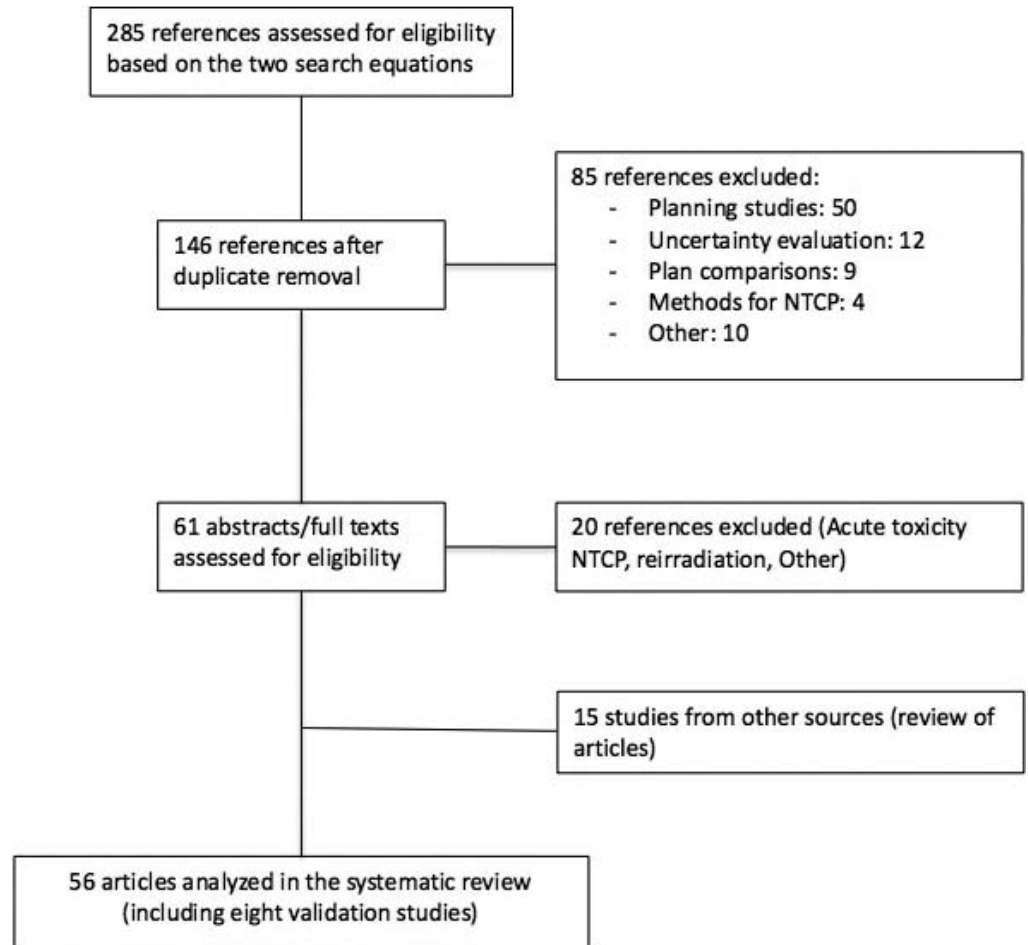 285 references assessed for eligibility
based on the two search equations
85 references excluded:
- Planning studies: 50
- Uncertainty evaluation: 12
- Plan comparisons: 9
- Methods for NTCP: 4
- Other: 10
146 references after
duplicate removal
61 abstracts/full texts
assessed for eligibility
20 references excluded (Acute toxicity
NTCP, reirradiation, Other)
15 studies from other sources (review of
articles)
56 articles analyzed in the systematic review
(including eight validation studies)